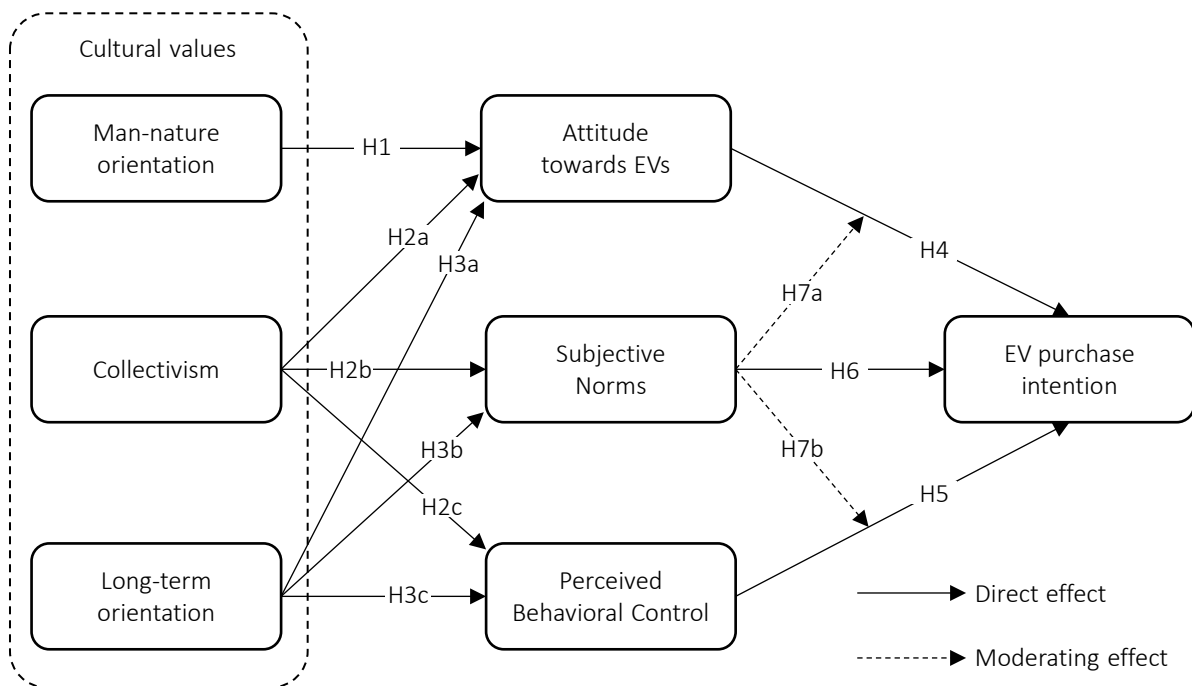 Cultural values
Man-nature
orientation
H1
Attitude
towards EVs
H2a
H3a
H4
H7a
Collectivism
H2b
Subjective
Norms
H6
EV purchase
intention
H3b
H7b
H2c
H5
Long-term
orientation
H3c
Perceived
Behavioral Control
Direct effect
Moderating effect